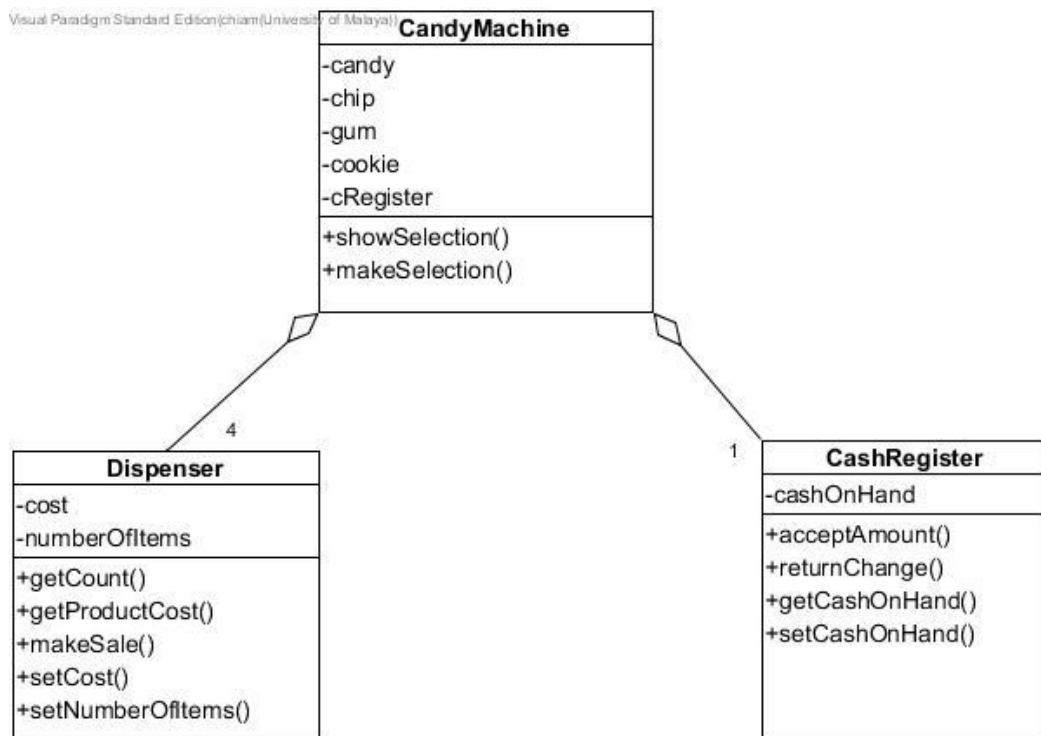 Visual Paradigm Standard Edition(chiam(University of Malaya))
CandyMachine
-candy
-chip
-gum
-cookie
-cRegister
+showSelection()
+makeSelection()
4
1
Dispenser
-cost
-numberOfItems
+getCount()
+getProductCost()
+makeSale()
+setCost()
+setNumberOfItems()
CashRegister
-cashOnHand
+acceptAmount()
+returnChange()
+getCashOnHand()
+setCashOnHand()